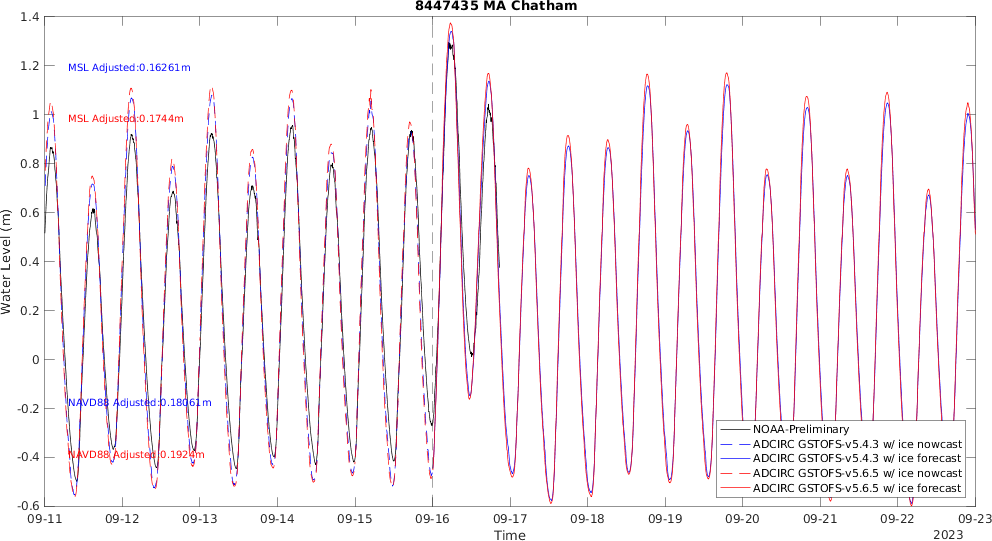 8447435 MA Chatham
1.4
1.2
1
0.8
0.6
0.4
0.2
0
-0.2
-0.4
-0.6
Water Level (m)
MSL Adjusted:0.16261m
MSL Adjusted:0.1744m
NAVD88 Adjusted:0.18061m
NAVD88 Adjusted:0.1924m
NOAA-Preliminary
ADCIRC GSTOFS-v5.4.3 w/ ice nowcast
ADCIRC GSTOFS-v5.4.3 w/ ice forecast
ADCIRC GSTOFS-v5.6.5 w/ ice nowcast
ADCIRC GSTOFS-v5.6.5 w/ ice forecast
09-11 09-12 09-13 09-14 09-15 09-16 09-17 09-18 09-19 09-20 09-21 09-22 09-23
Time
2023